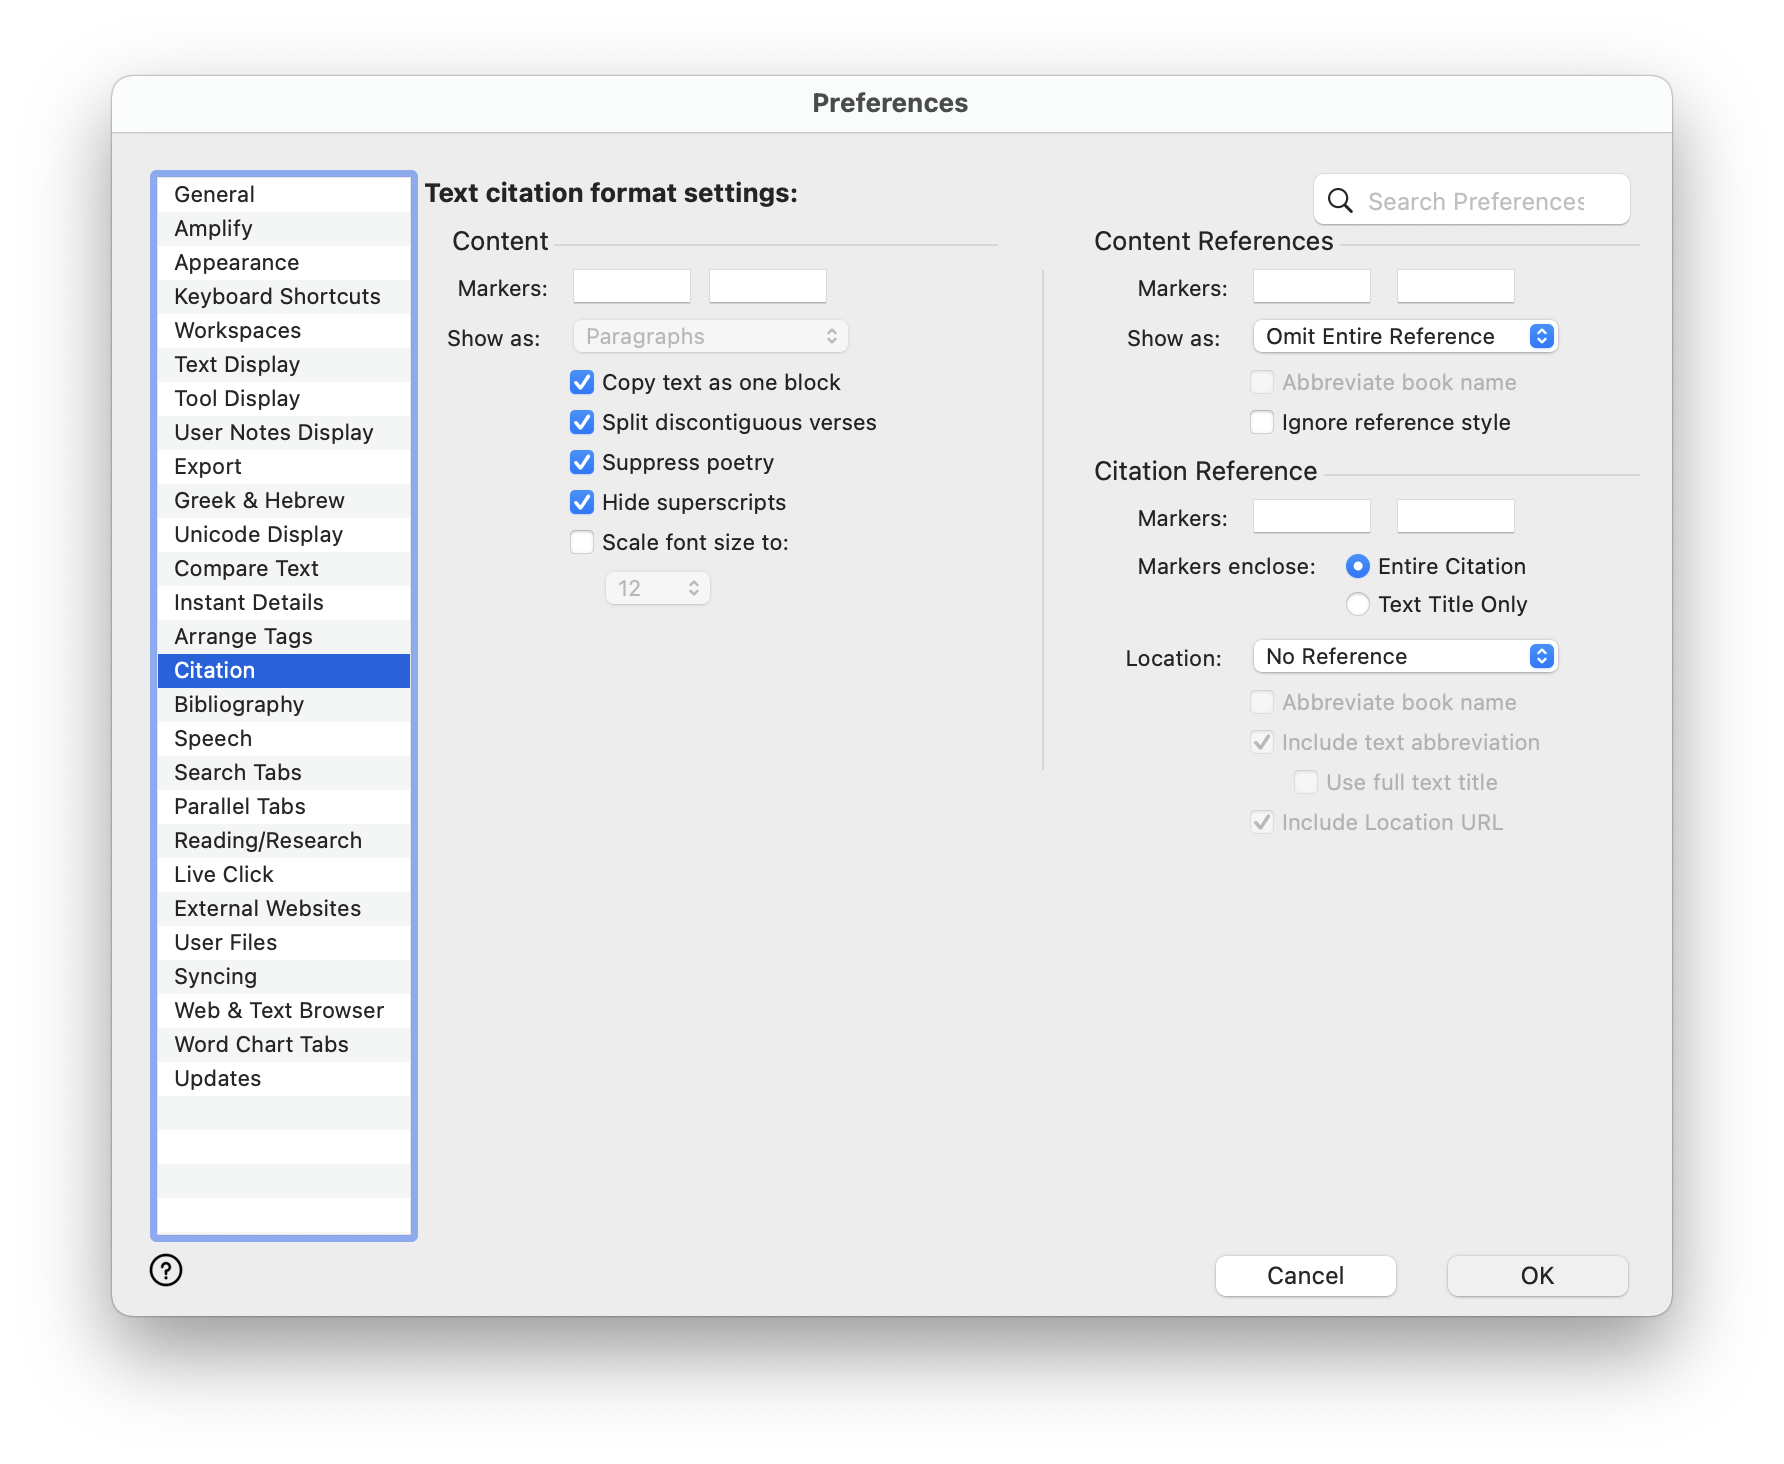 Preferences
General
Amplify
Appearance
Keyboard Shortcuts
Workspaces
Text Display
Tool Display
User Notes Display
Export
Greek & Hebrew
Unicode Display
Compare Text
Instant Details
Arrange Tags
Citation
Bibliography
Speech
Search Tabs
Parallel Tabs
Reading/Research
Live Click
External Websites
User Files
Syncing
Web & Text Browser
Word Chart Tabs
Updates
Text citation format settings:
Search Preferences
Content
Markers:
Show as: Paragraphs
Copy text as one block
Split discontiguous verses
Suppress poetry
Hide superscripts
Scale font size to:
12
Content References
Markers:
Show as: Omit Entire Reference
Abbreviate book name
Ignore reference style
Citation Reference
Markers:
Markers enclose: Entire Citation
Text Title Only
Location: No Reference
Abbreviate book name
Include text abbreviation
Use full text title
Include Location URL
?
Cancel
OK